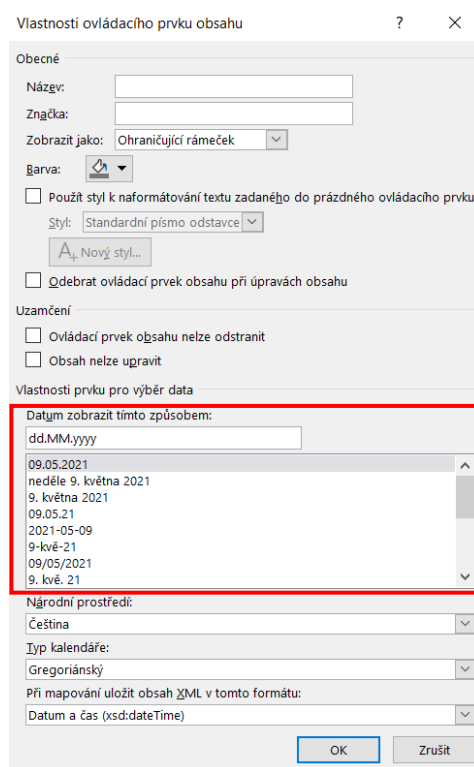 Vlastnosti ovládacího prvku obsahu ? ✕
Obecné
Název:
Značka:
Zobrazit jako: Ohraničující rámeček
Barva:
Použít styl k naformátování textu zadaného do prázdného ovládacího prvku
Styl: Standardní písmo odstavce
A+ Nový styl...
Odebrat ovládací prvek obsahu při úpravách obsahu
Uzamčení
Ovládací prvek obsahu nelze odstranit
Obsah nelze upravit
Vlastnosti prvku pro výběr data
Datum zobrazit tímto způsobem:
dd.MM.yyyy
09.05.2021
neděle 9. května 2021
9. května 2021
09.05.21
2021-05-09
9-kvě-21
09/05/2021
9. kvě. 21
Národní prostředí:
Čeština
Typ kalendáře:
Gregoriánský
Při mapování uložit obsah XML v tomto formátu:
Datum a čas (xsd:dateTime)
OK Zrušit